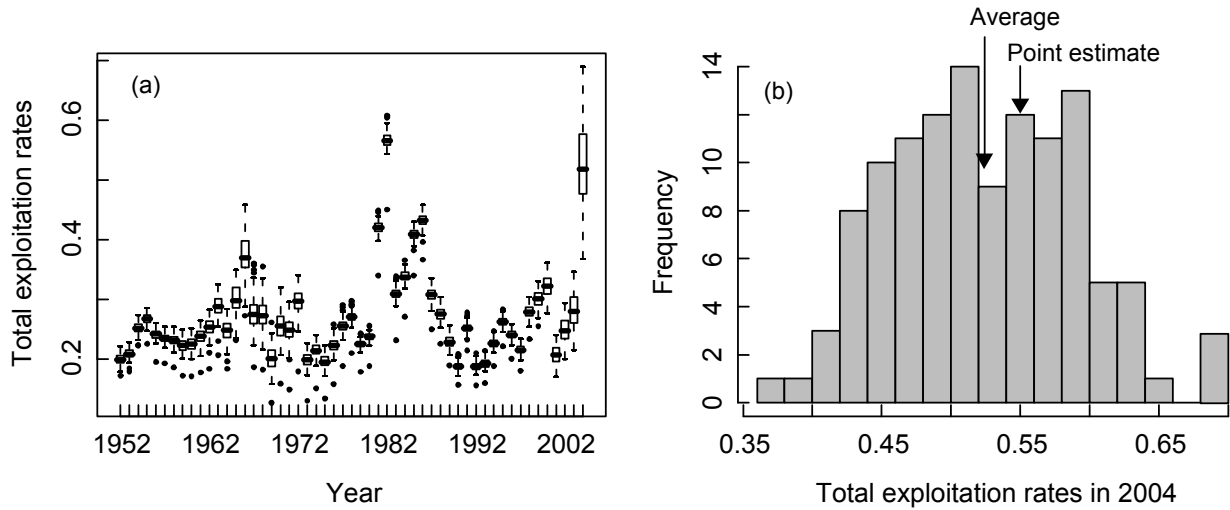 (a)
Total exploitation rates
0.6
0.4
0.2
1952 1962 1972 1982 1992 2002
Year
Average
Point estimate
(b)
Frequency
14
12
10
8
6
4
2
0
0.35 0.45 0.55 0.65
Total exploitation rates in 2004